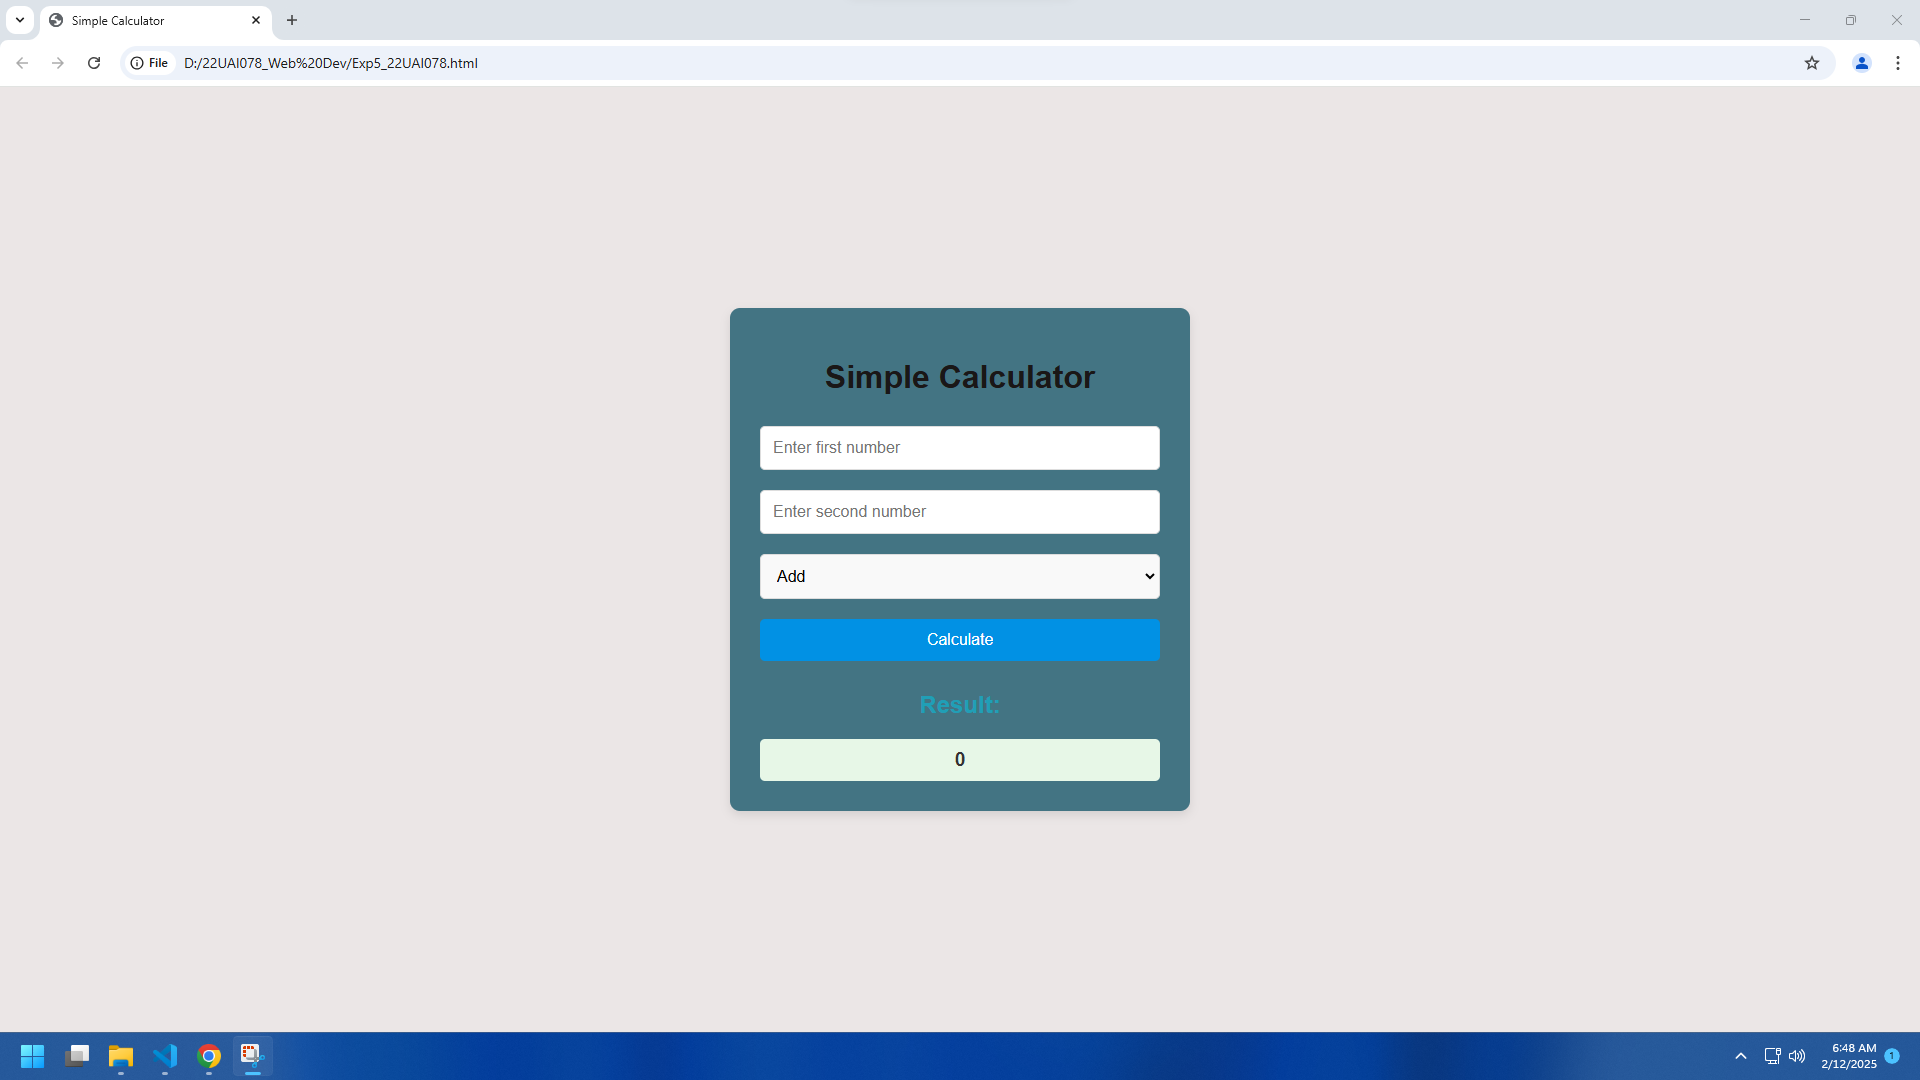 Simple Calculator
File D:/22UAI078_Web%20Dev/Exp5_22UAI078.html
Simple Calculator
Enter first number
Enter second number
Add
Calculate
Result:
0
6:48 AM
2/12/2025
1